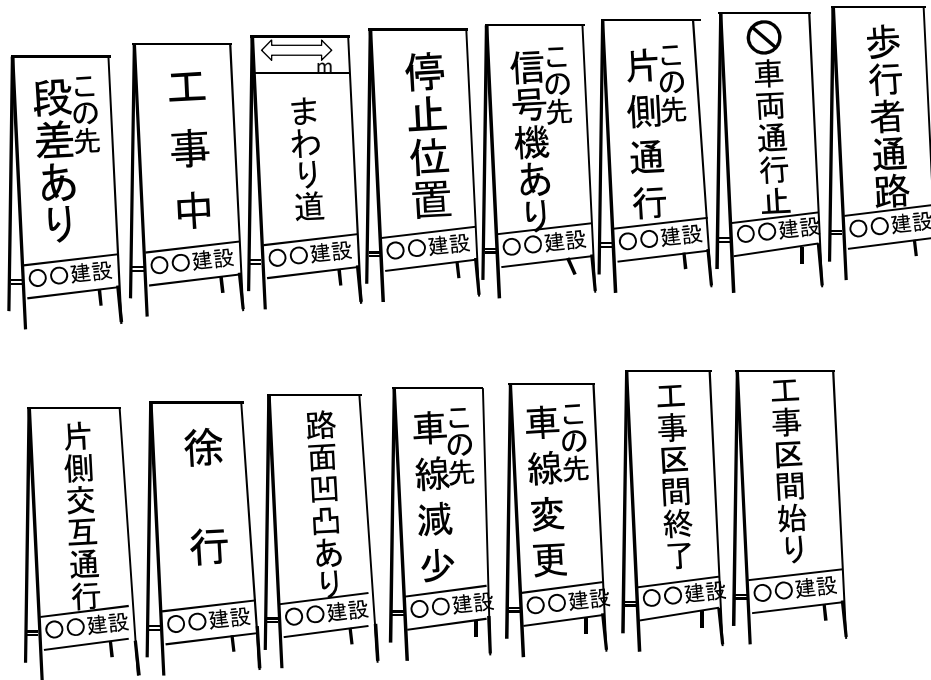 この先
段差あり
○○建設
工事中
○○建設
m
まわり道
○○建設
停止位置
○○建設
この先
信号機あり
○○建設
この先
片側通行
○○建設
車両通行止
○○建設
歩行者通路
○○建設
片側交互通行
○○建設
徐行
○○建設
路面凹凸あり
○○建設
この先
車線減少
○○建設
この先
車線変更
○○建設
工事区間終了
○○建設
工事区間始り
○○建設